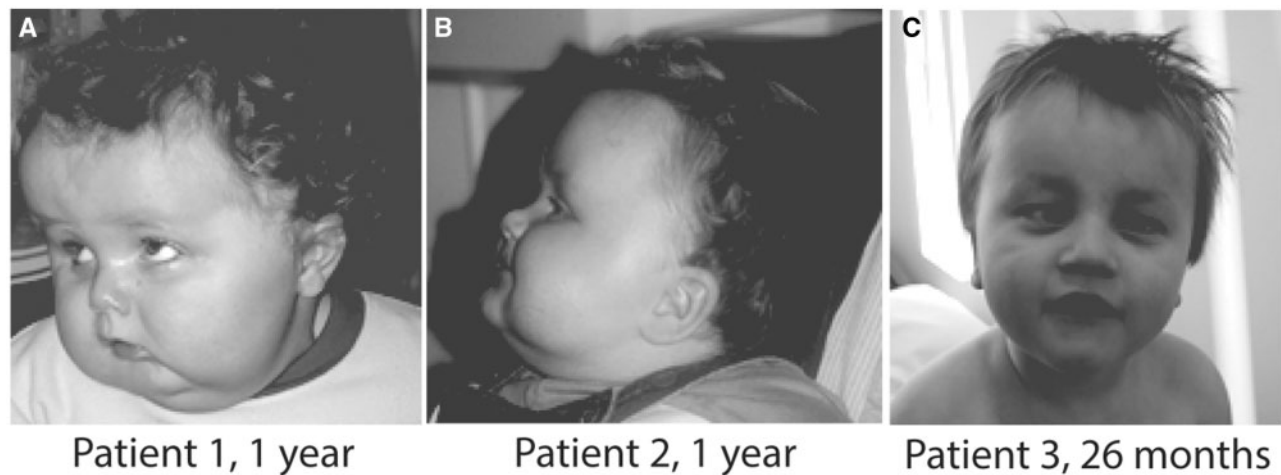 A
B
C
Patient 1, 1 year
Patient 2, 1 year
Patient 3, 26 months